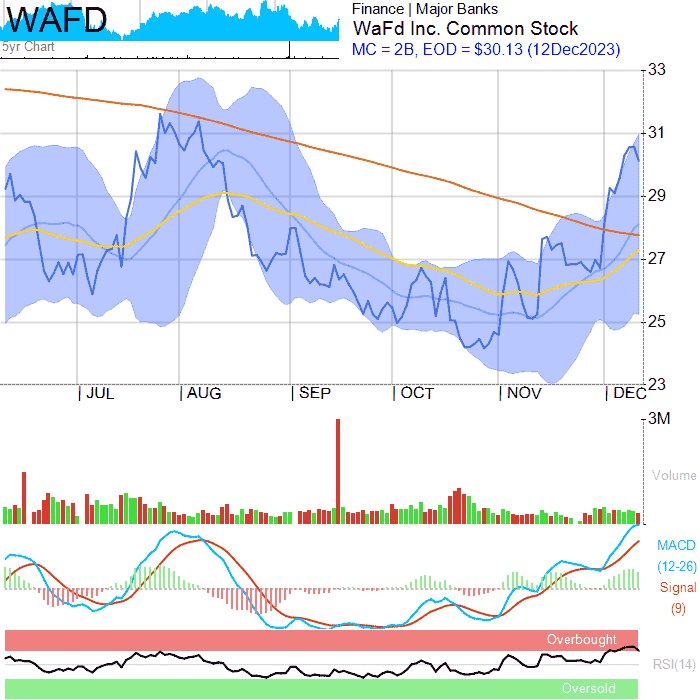 WAFD
5yr Chart
Finance | Major Banks
WaFd Inc. Common Stock
MC = 2B, EOD = $30.13 (12Dec2023)
33
31
29
27
25
23
JUL
AUG
SEP
OCT
NOV
DEC
3M
Volume
MACD
(12-26)
Signal
(9)
Overbought
RSI(14)
Oversold